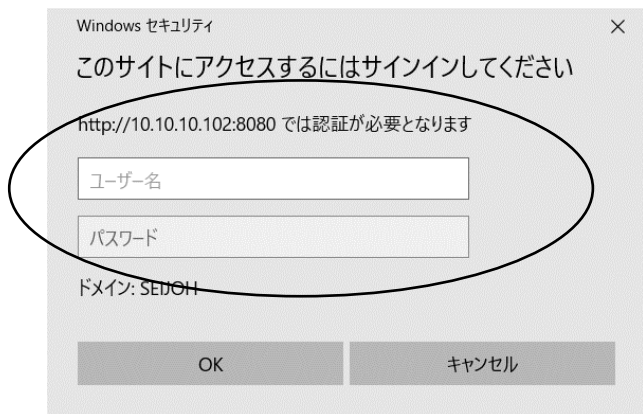 Windows セキュリティ
このサイトにアクセスするにはサインインしてください
http://10.10.10.102:8080 では認証が必要となります
ユーザー名
パスワード
ドメイン: SEIJOH
OK
キャンセル